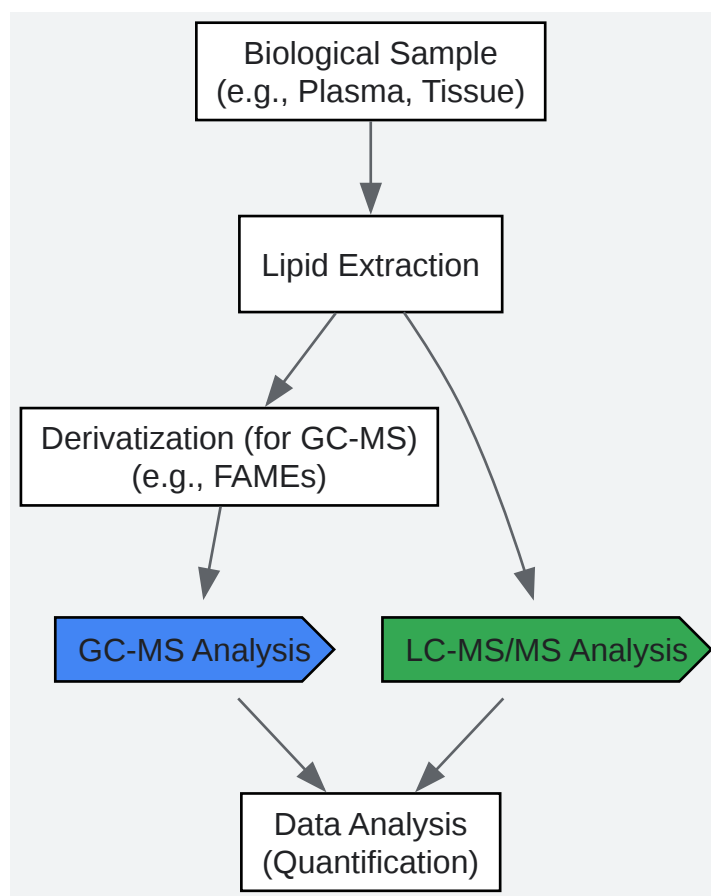 Biological Sample
(e.g., Plasma, Tissue)
Lipid Extraction
Derivatization (for GC-MS)
(e.g., FAMEs)
GC-MS Analysis
LC-MS/MS Analysis
Data Analysis
(Quantification)